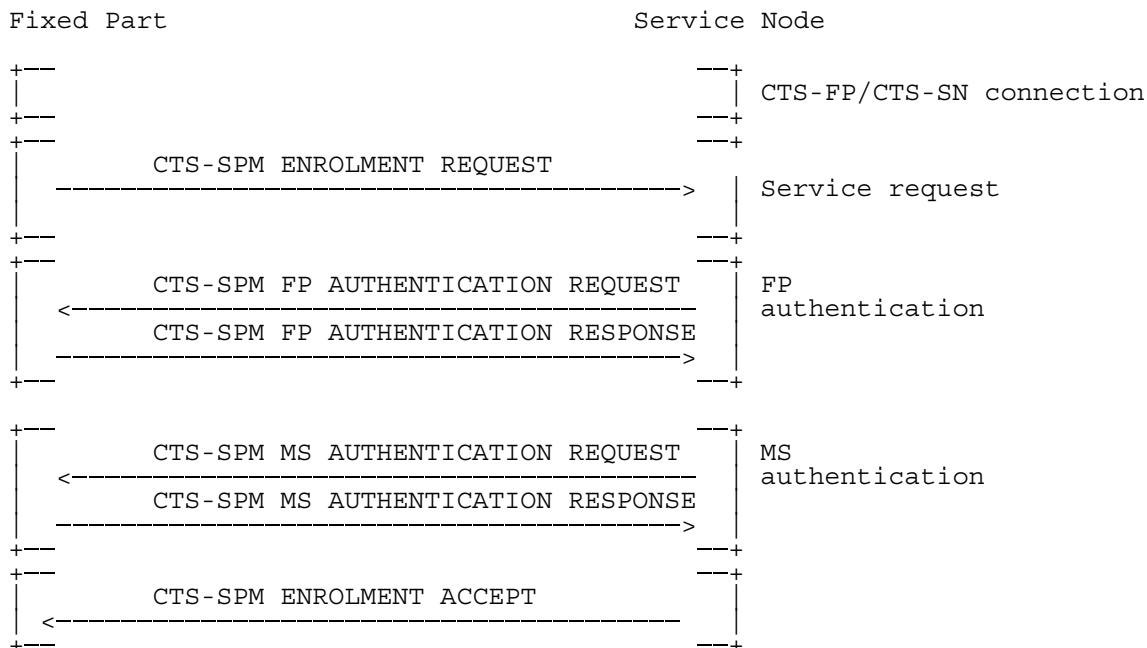 Fixed Part Service Node
CTS-FP/CTS-SN connection
CTS-SPM ENROLMENT REQUEST
Service request
CTS-SPM FP AUTHENTICATION REQUEST FP
authentication
CTS-SPM FP AUTHENTICATION RESPONSE
CTS-SPM MS AUTHENTICATION REQUEST MS
authentication
CTS-SPM MS AUTHENTICATION RESPONSE
CTS-SPM ENROLMENT ACCEPT